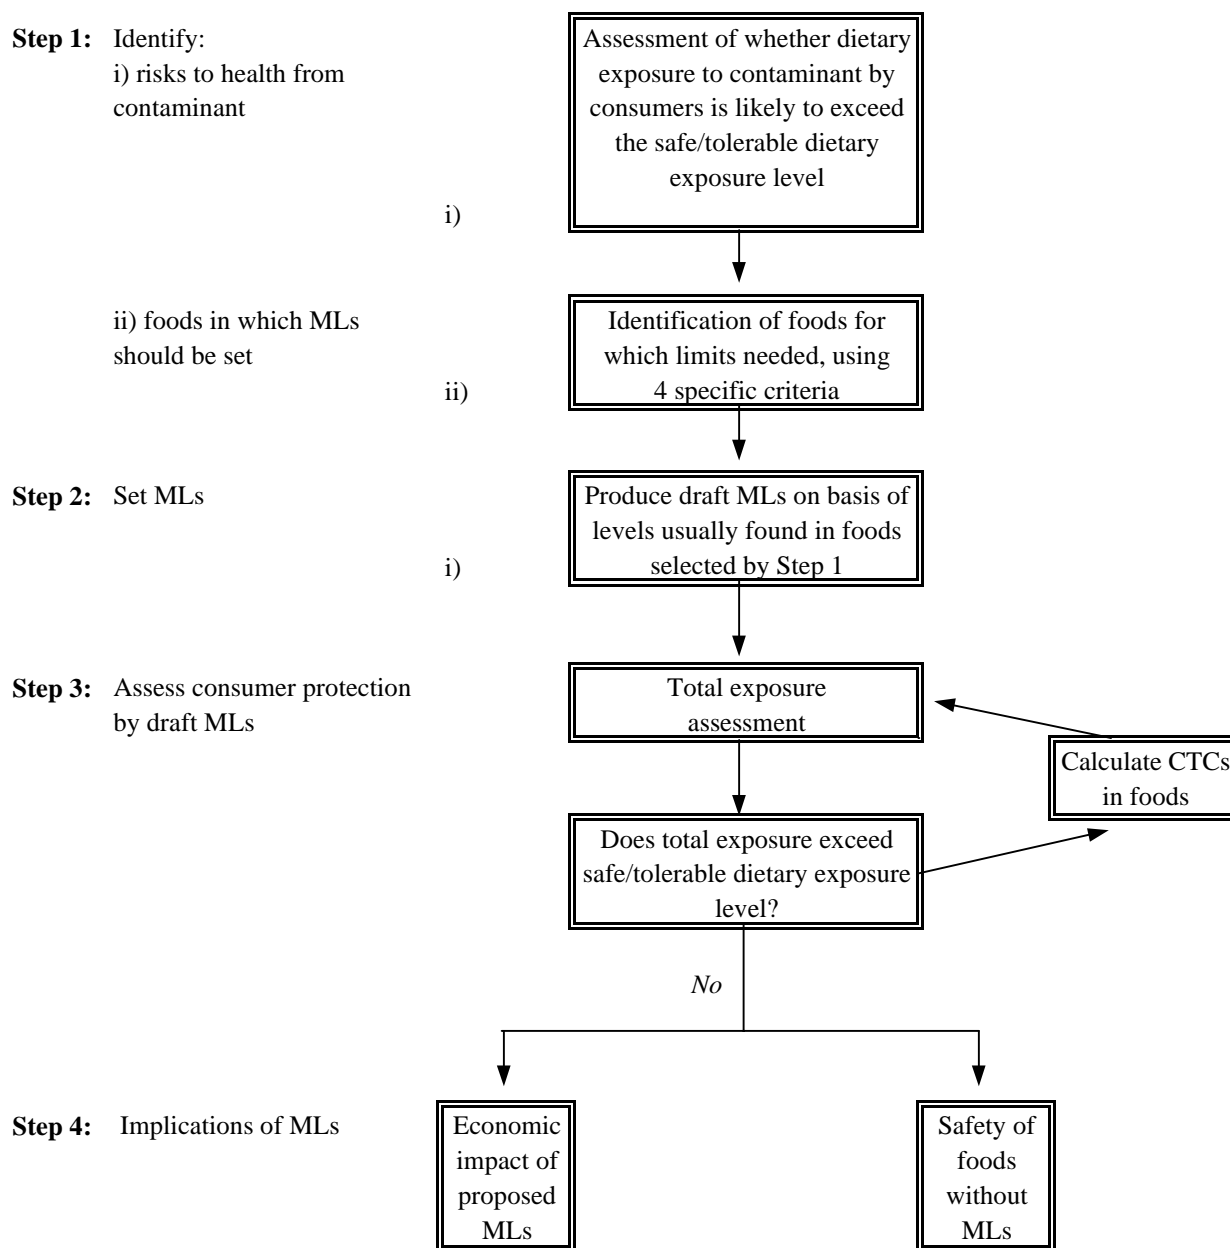 Step 1: Identify:
i) risks to health from
contaminant
i)
Assessment of whether dietary
exposure to contaminant by
consumers is likely to exceed
the safe/tolerable dietary
exposure level
ii) foods in which MLs
should be set
ii)
Identification of foods for
which limits needed, using
4 specific criteria
Step 2: Set MLs
i)
Produce draft MLs on basis of
levels usually found in foods
selected by Step 1
Step 3: Assess consumer protection
by draft MLs
Total exposure
assessment
Calculate CTCs
in foods
Does total exposure exceed
safe/tolerable dietary exposure
level?
No
Step 4: Implications of MLs
Economic
impact of
proposed
MLs
Safety of
foods
without
MLs